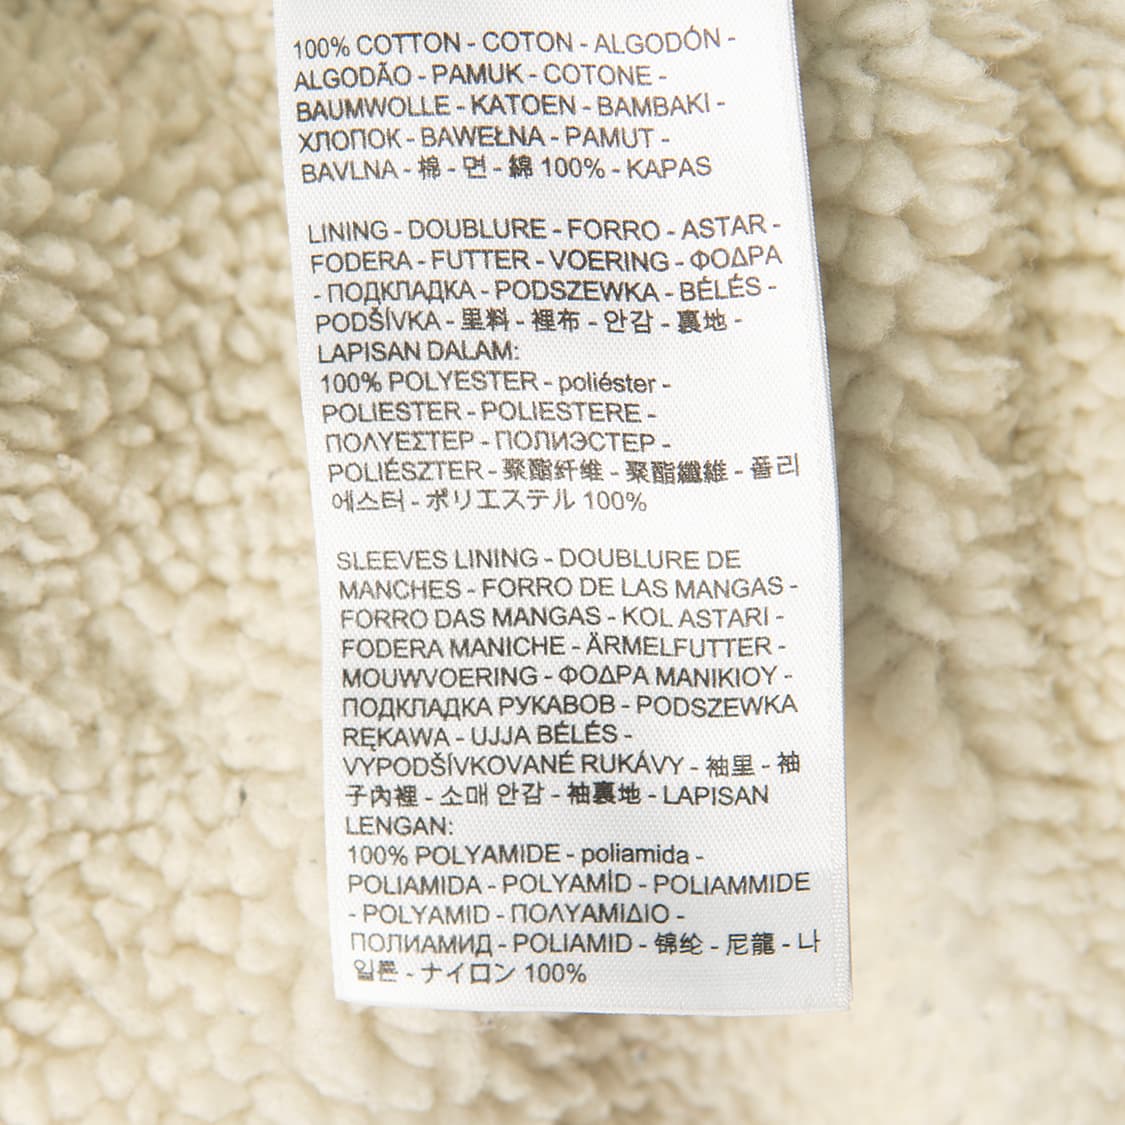 100% COTTON - COTON - ALGODÓN -
ALGODÃO - PAMUK - COTONE -
BAUMWOLLE - KATOEN - BAMBAKI -
ХЛОПОК - BAWEŁNA - PAMUT -
BAVLNA - 棉 - 면 - 綿 100% - KAPAS
LINING - DOUBLURE - FORRO - ASTAR -
FODERA - FUTTER - VOERING - ΦΟΔΡΑ
- ПОДКЛАДКА - PODSZEWKA - BÉLÉS -
PODŠÍVKA - 里料 - 裡布 - 안감 - 裏地 -
LAPISAN DALAM:
100% POLYESTER - poliéster -
POLIESTER - POLIESTERE -
ΠΟΛΥΕΣΤΕΡ - ПОЛИЭСТЕР -
POLIÉSZTER - 聚酯纤维 - 聚酯纖維 - 폴리
에스터 - ポリエステル 100%
SLEEVES LINING - DOUBLURE DE
MANCHES - FORRO DE LAS MANGAS -
FORRO DAS MANGAS - KOL ASTARI -
FODERA MANICHE - ÄRMELFUTTER -
MOUWVOERING - ΦΟΔΡΑ ΜΑΝΙΚΙΟΥ -
ПОДКЛАДКА РУКАВОВ - PODSZEWKA
RĘKAWA - UJJA BÉLÉS -
VYPODŠÍVKOVANÉ RUKÁVY - 袖里 - 袖
子內裡 - 소매 안감 - 袖裏地 - LAPISAN
LENGAN:
100% POLYAMIDE - poliamida -
POLIAMIDA - POLYAMİD - POLIAMMIDE
- POLYAMID - ΠΟΛΥΑΜΙΔΙΟ -
ПОЛИАМИД - POLIAMID - 锦纶 - 尼龍 - 나
일론 - ナイロン 100%